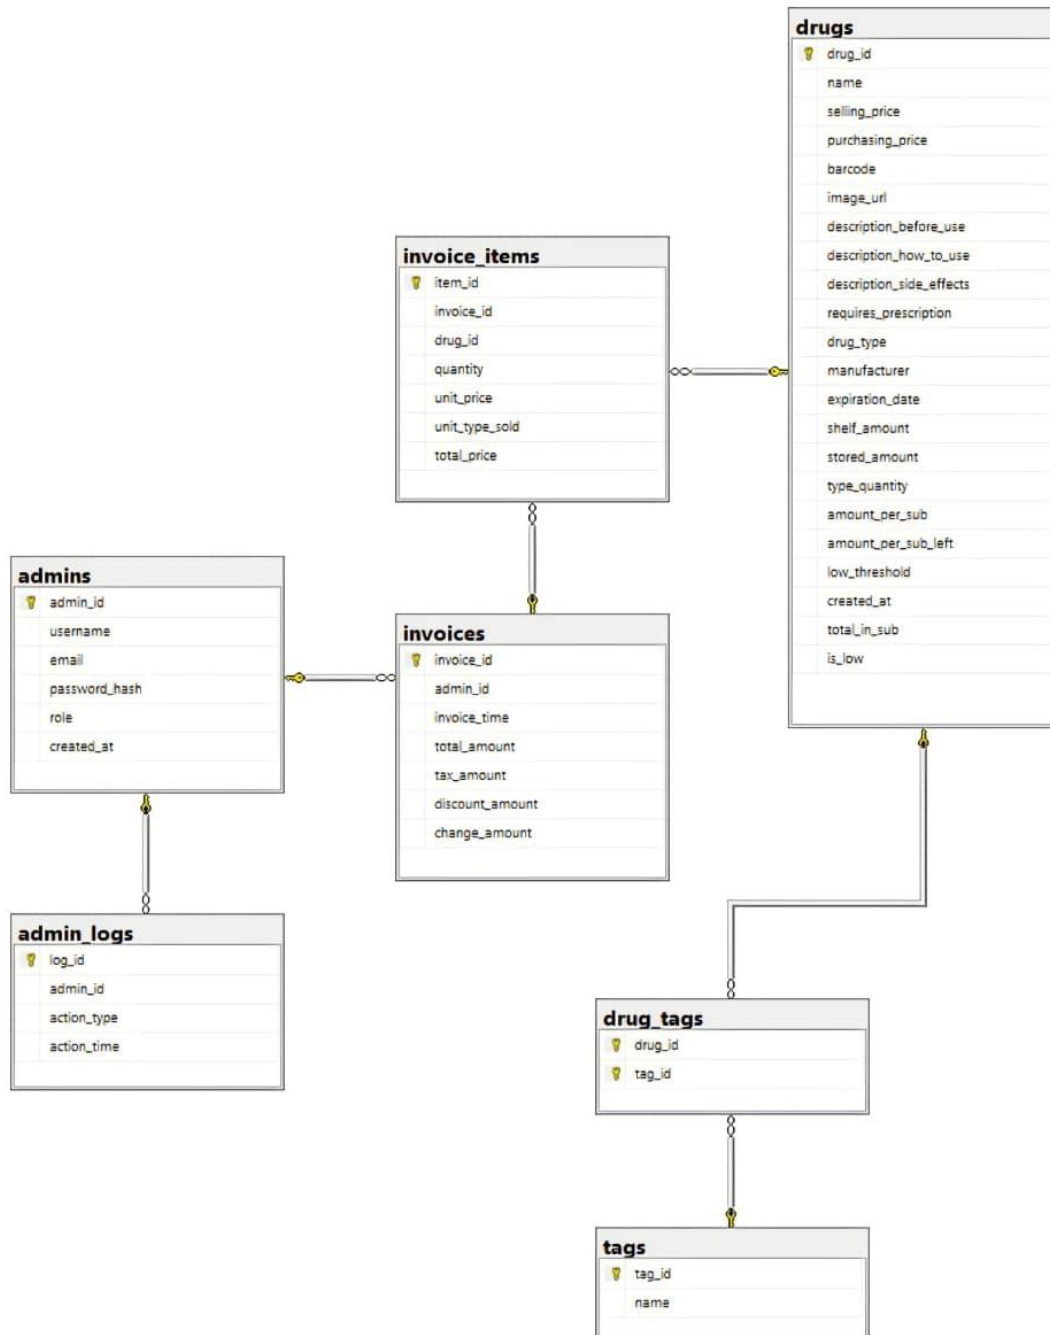 drugs
drug_id
name
selling_price
purchasing_price
barcode
image_url
description_before_use
description_how_to_use
description_side_effects
requires_prescription
drug_type
manufacturer
expiration_date
shelf_amount
stored_amount
type_quantity
amount_per_sub
amount_per_sub_left
low_threshold
created_at
total_in_sub
is_low
invoice_items
item_id
invoice_id
drug_id
quantity
unit_price
unit_type_sold
total_price
admins
admin_id
username
email
password_hash
role
created_at
invoices
invoice_id
admin_id
invoice_time
total_amount
tax_amount
discount_amount
change_amount
admin_logs
log_id
admin_id
action_type
action_time
drug_tags
drug_id
tag_id
tags
tag_id
name